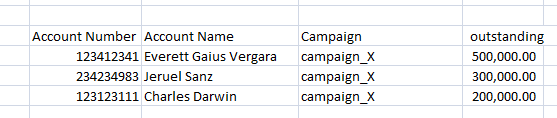 Account Number Account Name Campaign outstanding
123412341 Everett Gaius Vergara campaign_X 500,000.00
234234983 Jeruel Sanz campaign_X 300,000.00
123123111 Charles Darwin campaign_X 200,000.00